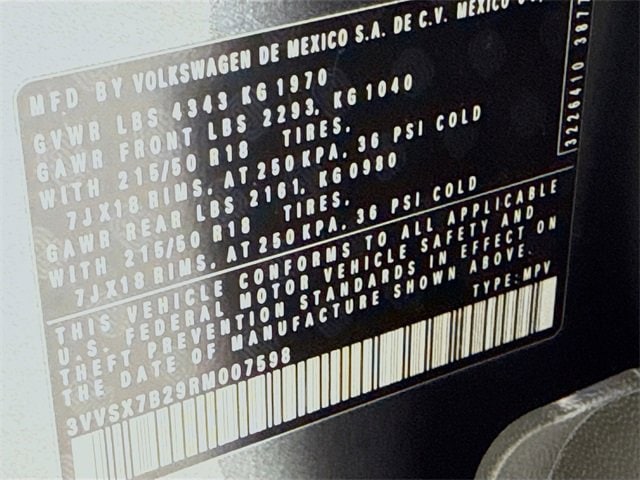 MFD. BY VOLKSWAGEN DE MEXICO S.A. DE C.V. MEXICO
GVWR LBS 4343 KG 1970
GAWR FRONT LBS 2293, KG 1040
WITH 215/50 R18 TIRES,
7JX18 RIMS, AT 250 KPA, 36 PSI COLD
GAWR REAR LBS 2161, KG 0980
WITH 215/50 R18 TIRES,
7JX18 RIMS, AT 250 KPA, 36 PSI COLD
THIS VEHICLE CONFORMS TO ALL APPLICABLE
U.S. FEDERAL MOTOR VEHICLE SAFETY AND
THEFT PREVENTION STANDARDS IN EFFECT ON
THE DATE OF MANUFACTURE SHOWN ABOVE.
3VVSX7B29RM007598 TYPE: MPV
3226410 387